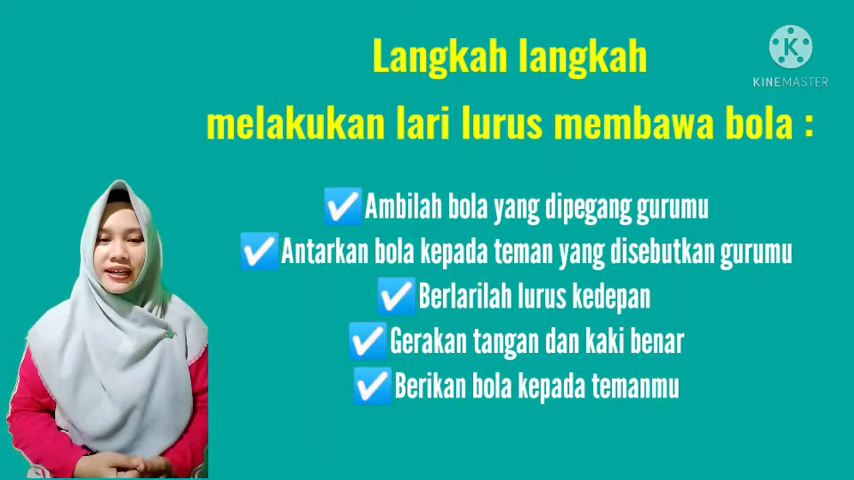 Langkah langkah
melakukan lari lurus membawa bola :
K
KINEMASTER
✅Ambilah bola yang dipegang gurumu
✅Antarkan bola kepada teman yang disebutkan gurumu
✅Berlarilah lurus kedepan
✅Gerakan tangan dan kaki benar
✅Berikan bola kepada temanmu